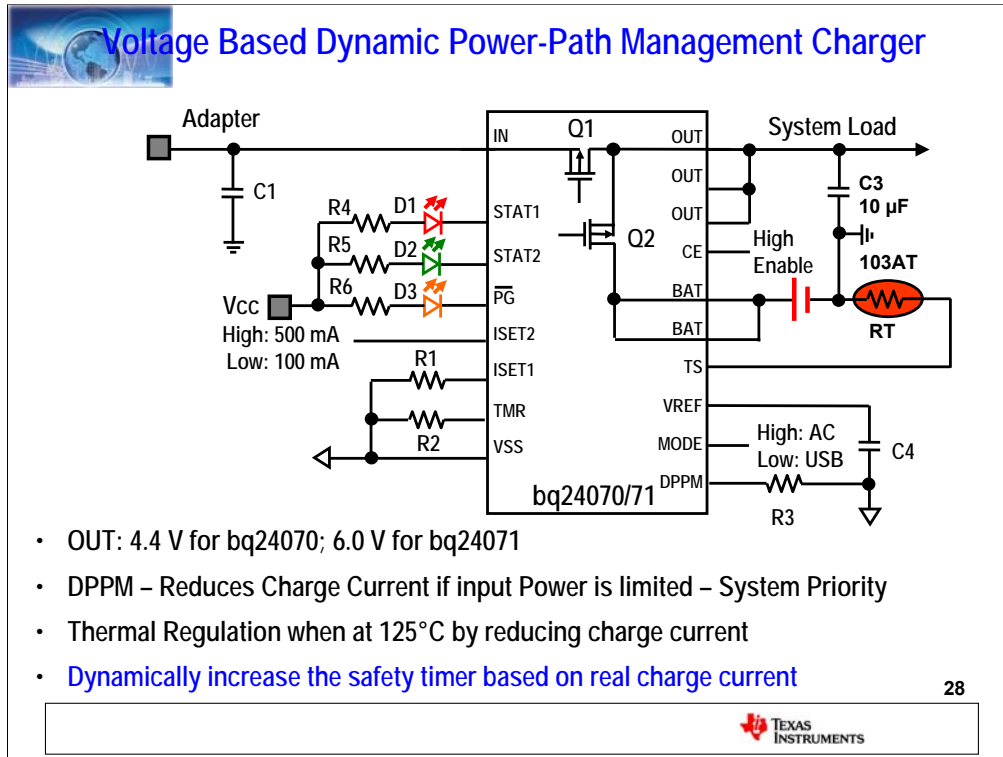 Voltage Based Dynamic Power-Path Management Charger
Adapter
IN
Q1
OUT
System Load
C1
OUT
C3
10 µF
R4
D1
STAT1
OUT
R5
D2
STAT2
Q2
CE
High
Enable
103AT
R6
D3
PG
BAT
Vcc
High: 500 mA
Low: 100 mA
ISET2
BAT
RT
R1
ISET1
TS
TMR
VREF
R2
VSS
MODE
High: AC
Low: USB
C4
DPPM
bq24070/71
R3
• OUT: 4.4 V for bq24070; 6.0 V for bq24071
• DPPM – Reduces Charge Current if input Power is limited – System Priority
• Thermal Regulation when at 125°C by reducing charge current
• Dynamically increase the safety timer based on real charge current
28
TEXAS
INSTRUMENTS